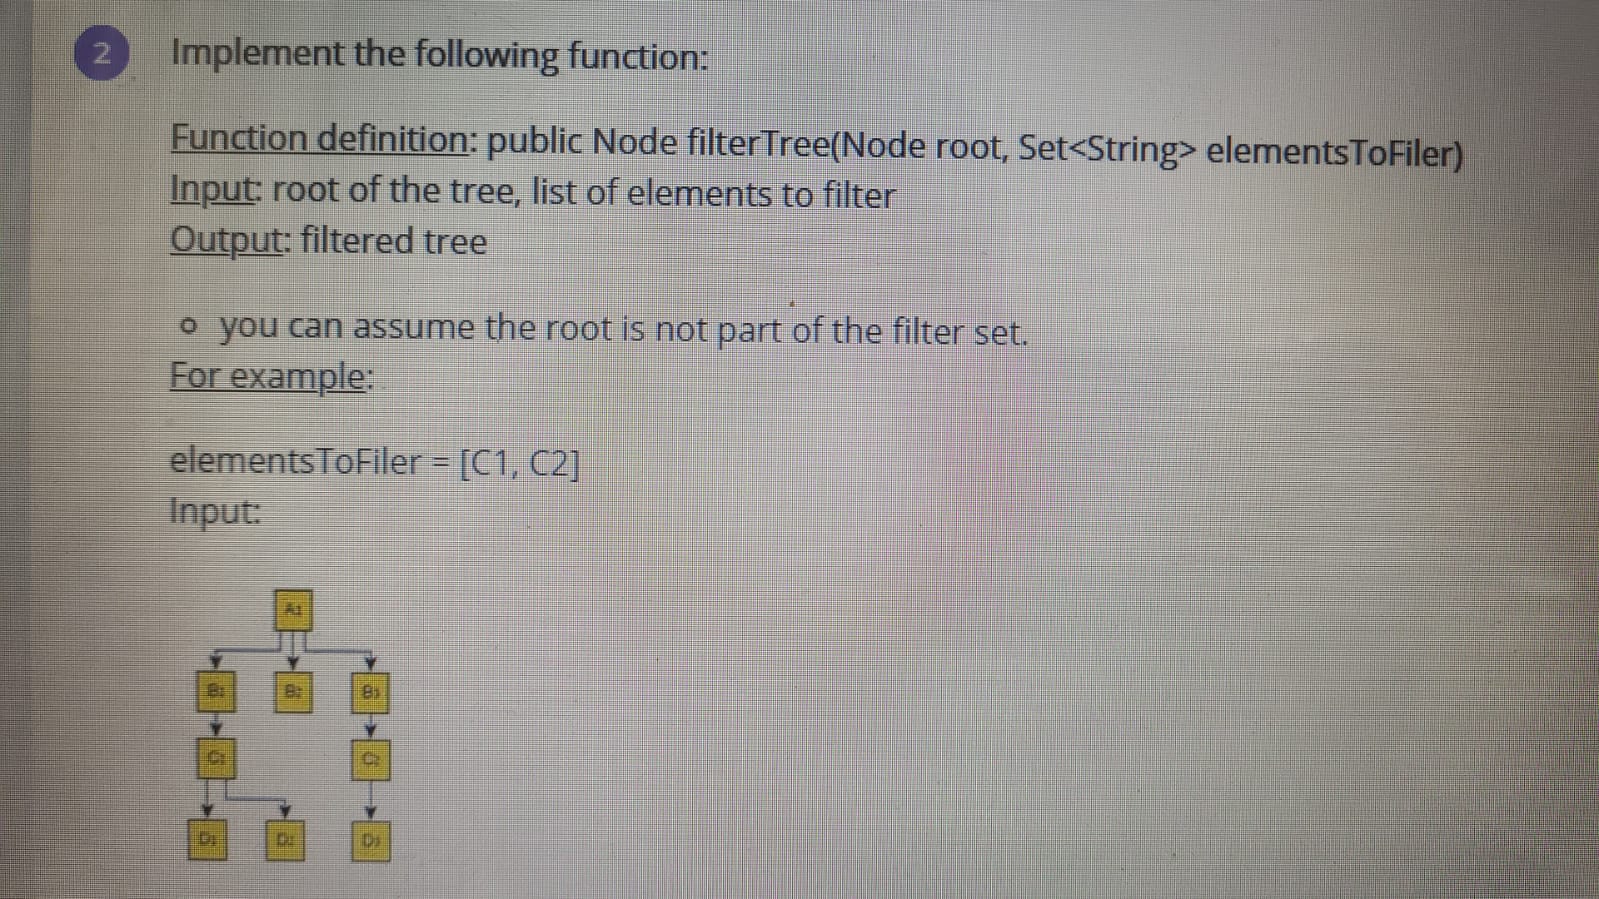 2
Implement the following function:
Function definition: public Node filterTree(Node root, Set<String> elementsToFiler)
Input: root of the tree, list of elements to filter
Output: filtered tree
o you can assume the root is not part of the filter set.
For example:
elementsToFiler = [C1, C2]
Input:
A1
B1 B2 B3
C1 C2
D1 D2 D3